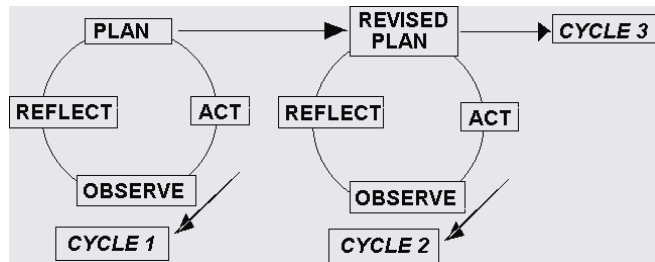 PLAN
REVISED
PLAN
CYCLE 3
REFLECT
ACT
REFLECT
ACT
OBSERVE
OBSERVE
CYCLE 1
CYCLE 2